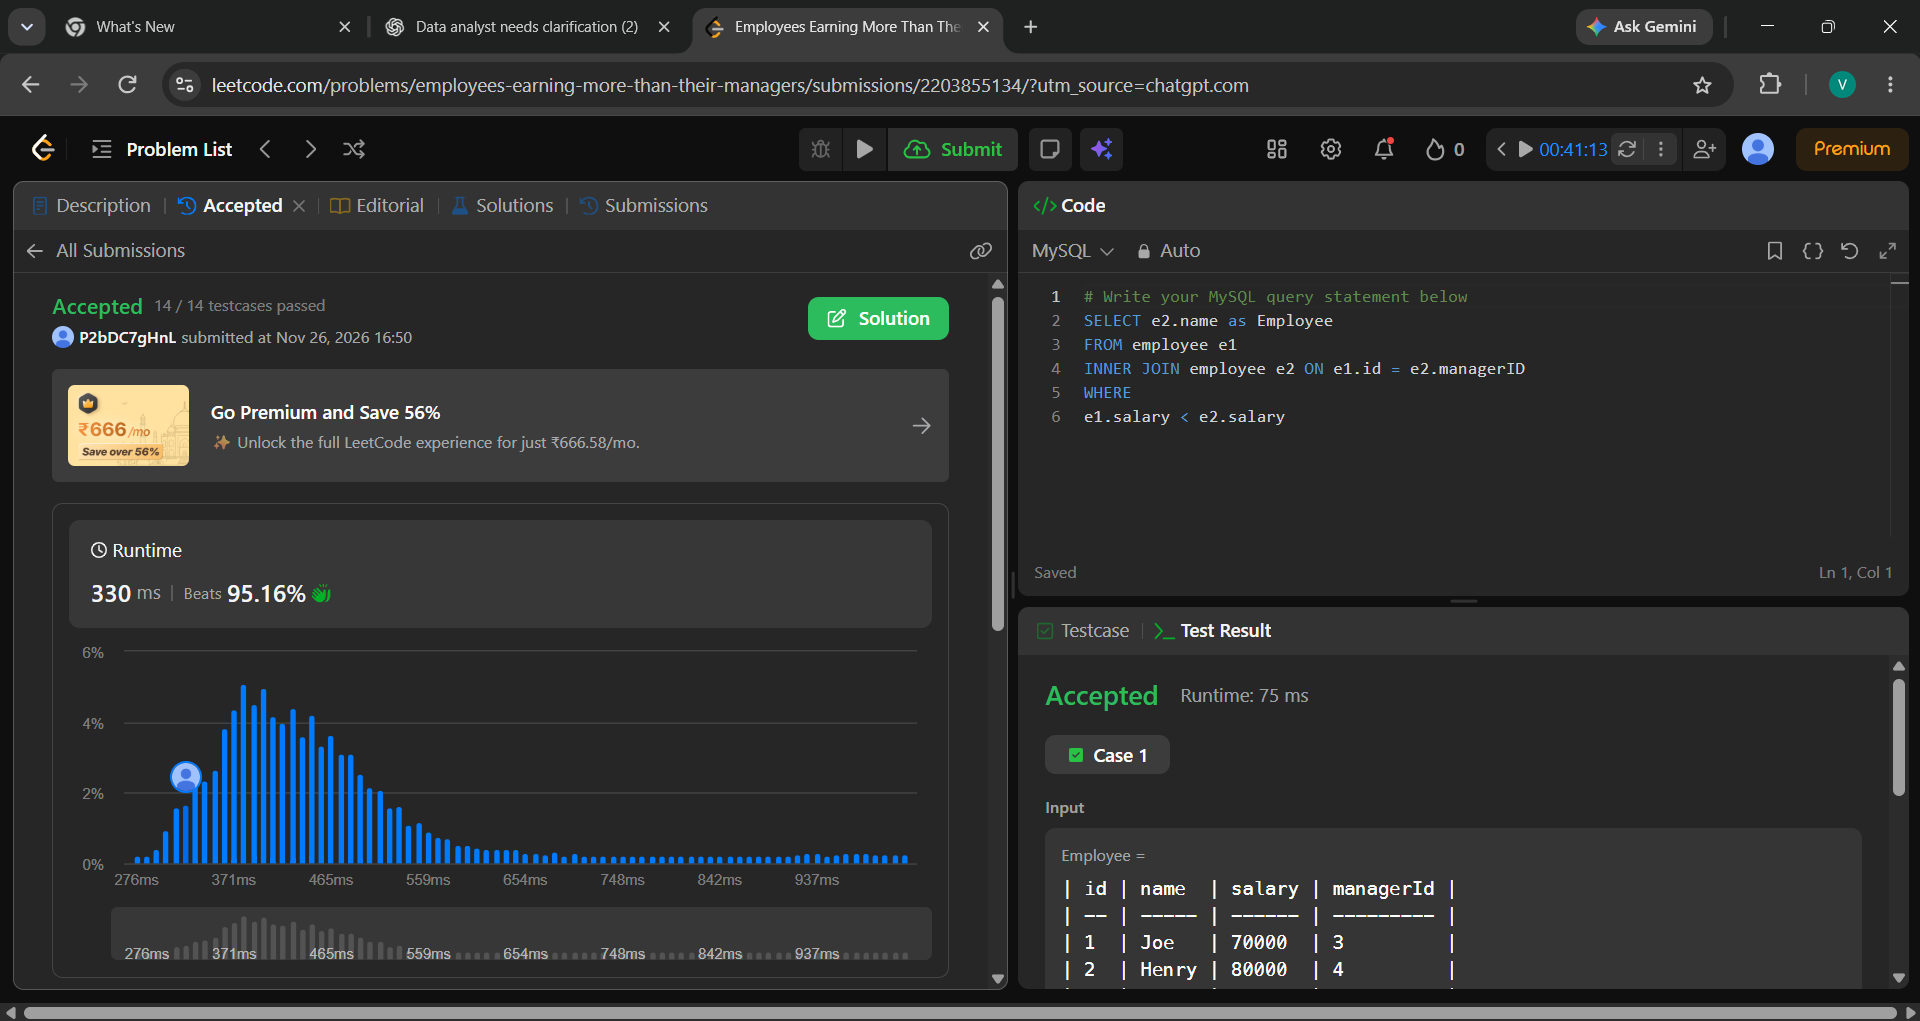 What's New
Data analyst needs clarification (2)
Employees Earning More Than The
Ask Gemini
leetcode.com/problems/employees-earning-more-than-their-managers/submissions/2203855134/?utm_source=chatgpt.com
V
Problem List
Submit
0
00:41:13
Premium
Description
Accepted
Editorial
Solutions
Submissions
All Submissions
Accepted 14 / 14 testcases passed
P2bDC7gHnL submitted at Nov 26, 2026 16:50
Solution
₹666/mo
Save over 56%
Go Premium and Save 56%
✨ Unlock the full LeetCode experience for just ₹666.58/mo.
Runtime
330 ms | Beats 95.16%
6%
4%
2%
0%
276ms 371ms 465ms 559ms 654ms 748ms 842ms 937ms
276ms 371ms 465ms 559ms 654ms 748ms 842ms 937ms
</> Code
MySQL Auto
1 # Write your MySQL query statement below
2 SELECT e2.name as Employee
3 FROM employee e1
4 INNER JOIN employee e2 ON e1.id = e2.managerID
5 WHERE
6 e1.salary < e2.salary
Saved
Ln 1, Col 1
Testcase
Test Result
Accepted Runtime: 75 ms
Case 1
Input
Employee =
| id | name | salary | managerId |
| -- | ----- | ------ | --------- |
| 1 | Joe | 70000 | 3 |
| 2 | Henry | 80000 | 4 |